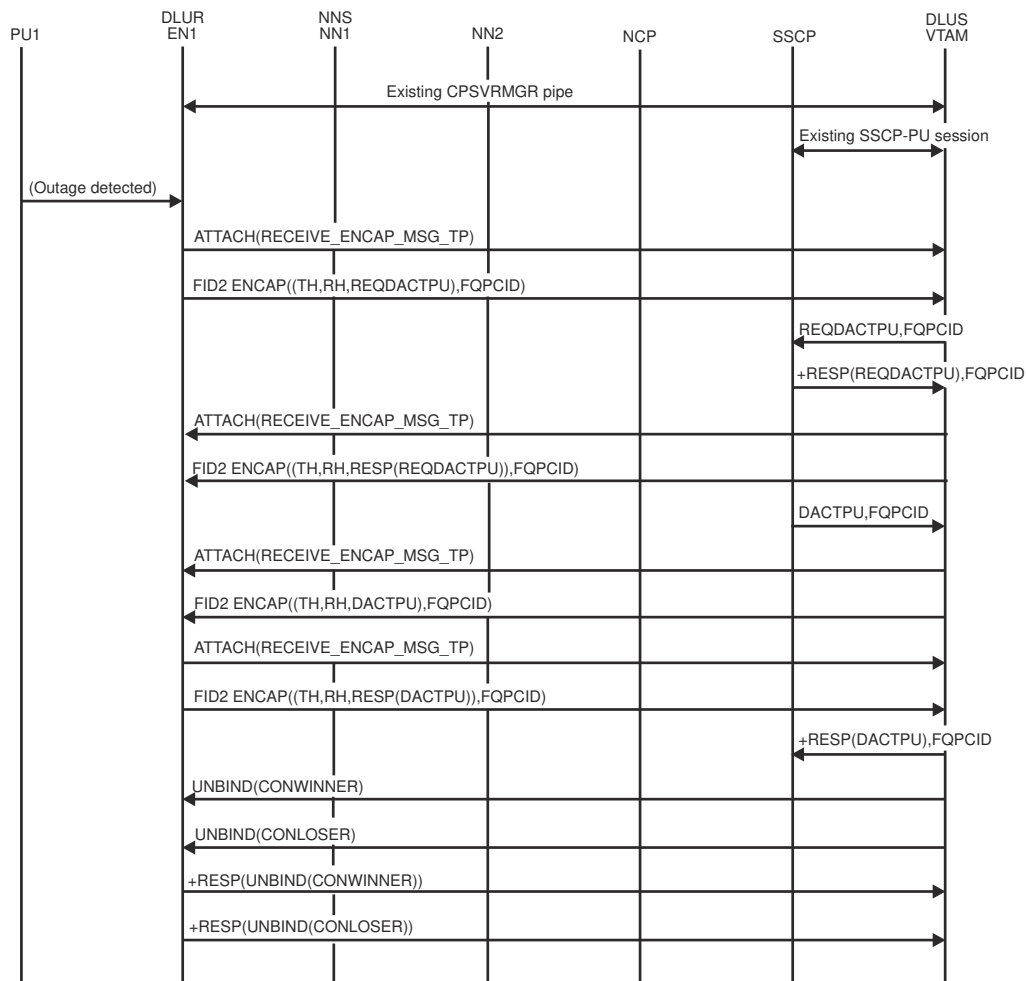 PU1
DLUR
EN1
NNS
NN1
NN2
NCP
SSCP
DLUS
VTAM
Existing CPSVRMGR pipe
Existing SSCP-PU session
(Outage detected)
ATTACH(RECEIVE_ENCAP_MSG_TP)
FID2 ENCAP((TH,RH,REQDACTPU),FQPCID)
REQDACTPU,FQPCID
+RESP(REQDACTPU),FQPCID
ATTACH(RECEIVE_ENCAP_MSG_TP)
FID2 ENCAP((TH,RH,RESP(REQDACTPU)),FQPCID)
DACTPU,FQPCID
ATTACH(RECEIVE_ENCAP_MSG_TP)
FID2 ENCAP((TH,RH,DACTPU),FQPCID)
ATTACH(RECEIVE_ENCAP_MSG_TP)
FID2 ENCAP((TH,RH,RESP(DACTPU)),FQPCID)
+RESP(DACTPU),FQPCID
UNBIND(CONWINNER)
UNBIND(CONLOSER)
+RESP(UNBIND(CONWINNER))
+RESP(UNBIND(CONLOSER))